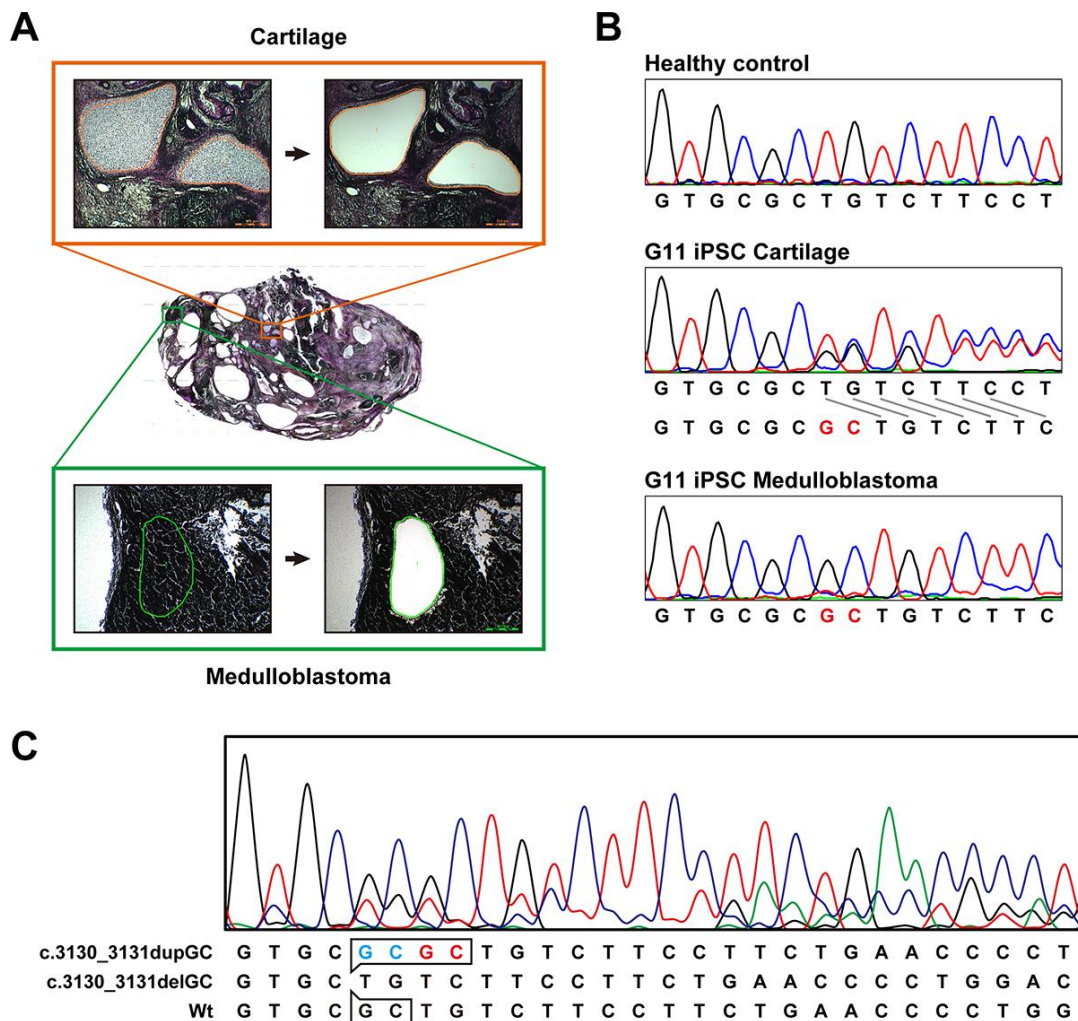 A
Cartilage
Medulloblastoma
B
Healthy control
G T G C G C T G T C T T C C T
G11 iPSC Cartilage
G T G C G C T G T C T T C C T
G T G C G C G C T G T C T T C
G11 iPSC Medulloblastoma
G T G C G C G C T G T C T T C
C
c.3130_3131dupGC G T G C G C G C T G T C T T C C T T C T G A A C C C C T
c.3130_3131delGC G T G C T G T C T T C C T T C T G A A C C C C T G G A C
Wt G T G C G C T G T C T T C C T T C T G A A C C C C T G G